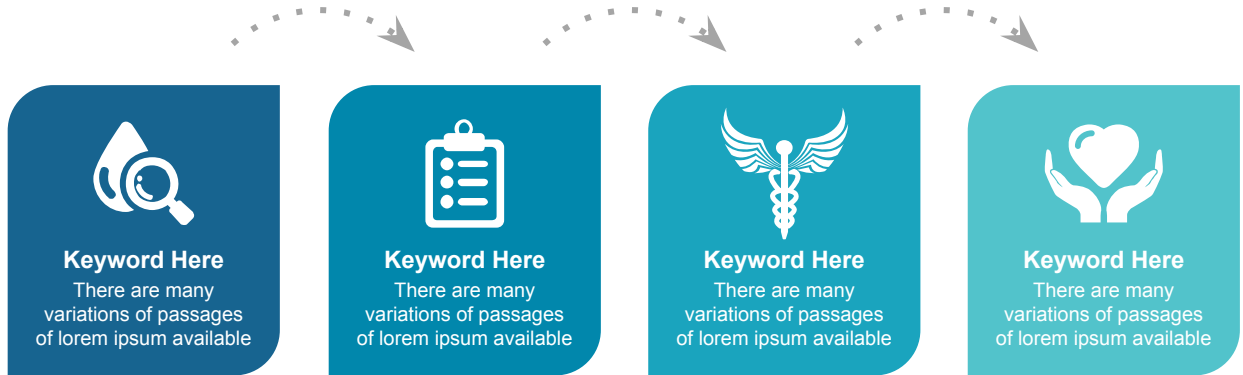 Keyword Here
There are many
variations of passages
of lorem ipsum available
Keyword Here
There are many
variations of passages
of lorem ipsum available
Keyword Here
There are many
variations of passages
of lorem ipsum available
Keyword Here
There are many
variations of passages
of lorem ipsum available